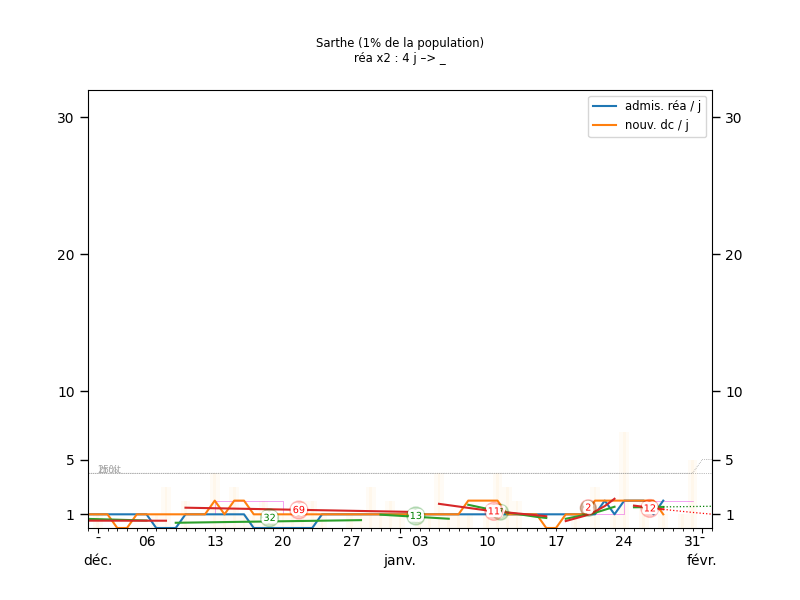 Sarthe (1% de la population)
réa x2 : 4 j –> _
admis. réa / j
nouv. dc / j
30 30
20 20
10 10
5 5
1 1
69
32
13
11
2
12
- 06 13 20 27 - 03 10 17 24 31-
déc. janv. févr.